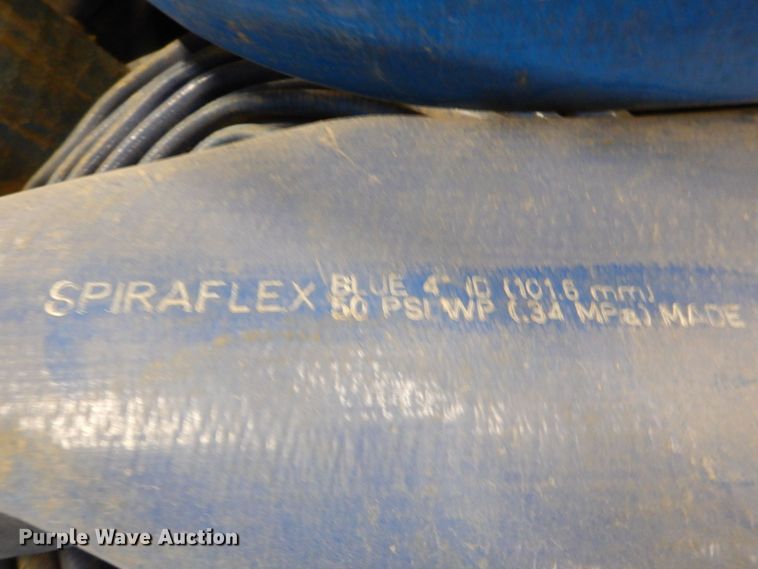 SPIRAFLEX BLUE 4" ID (101.6 mm)
50 PSI WP (.34 MPa) MADE
Purple Wave Auction